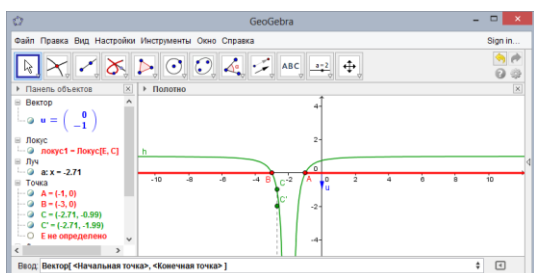 GeoGebra
Файл Правка Вид Настройки Инструменты Окно Справка
Sign in...
ABC
a=2
Панель объектов
Полотно
Вектор
u = ( 0 -1 )
Локус
локус1 = Локус[E, C]
Луч
a: x = -2.71
Точка
A = (-1, 0)
B = (-3, 0)
C = (-2.71, -0.99)
C' = (-2.71, -1.99)
E не определено
h
4
2
-10 -8 -6 -4 B -2 A 0 2 4 6 8 10
C
u
C'
-2
-4
Ввод: Вектор[ <Начальная точка>, <Конечная точка> ]